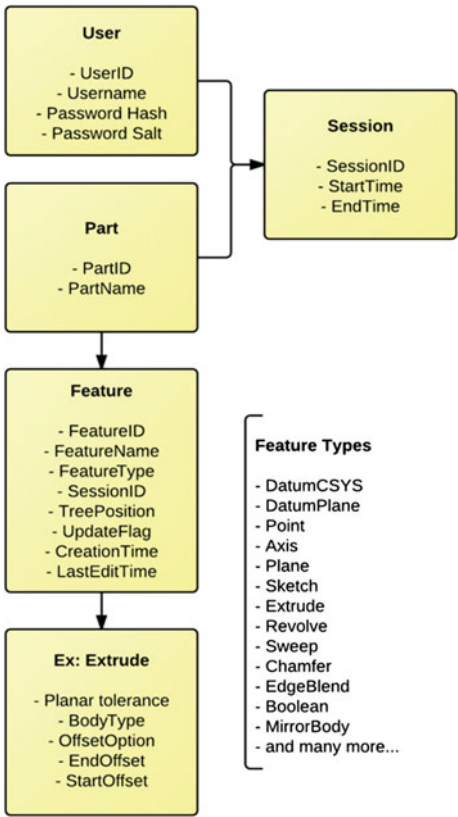 User
- UserID
- Username
- Password Hash
- Password Salt
Session
- SessionID
- StartTime
- EndTime
Part
- PartID
- PartName
Feature
- FeatureID
- FeatureName
- FeatureType
- SessionID
- TreePosition
- UpdateFlag
- CreationTime
- LastEditTime
Ex: Extrude
- Planar tolerance
- BodyType
- OffsetOption
- EndOffset
- StartOffset
Feature Types
- DatumCSYS
- DatumPlane
- Point
- Axis
- Plane
- Sketch
- Extrude
- Revolve
- Sweep
- Chamfer
- EdgeBlend
- Boolean
- MirrorBody
- and many more...